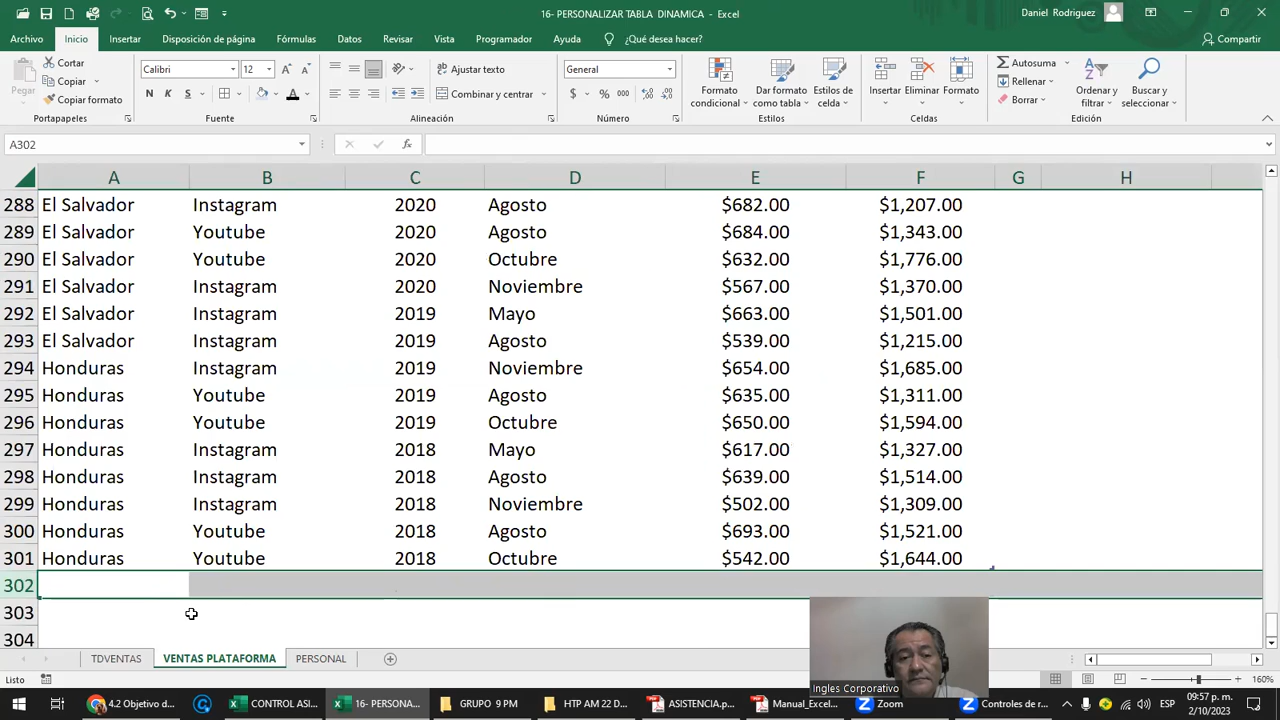 16- PERSONALIZAR TABLA DINAMICA - Excel
Daniel Rodriguez
Archivo Inicio Insertar Disposición de página Fórmulas Datos Revisar Vista Programador Ayuda ¿Qué desea hacer? Compartir
Pegar
Cortar
Copiar
Copiar formato
Portapapeles
Calibri 12
N K S
Fuente
Ajustar texto
Combinar y centrar
Alineación
General
$ % 000
Número
Formato condicional
Dar formato como tabla
Estilos de celda
Estilos
Insertar Eliminar Formato
Celdas
Autosuma
Rellenar
Borrar
Ordenar y filtrar
Buscar y seleccionar
Edición
A302 fx
A B C D E F G H
288 El Salvador Instagram 2020 Agosto $682.00 $1,207.00
289 El Salvador Youtube 2020 Agosto $684.00 $1,343.00
290 El Salvador Youtube 2020 Octubre $632.00 $1,776.00
291 El Salvador Instagram 2020 Noviembre $567.00 $1,370.00
292 El Salvador Instagram 2019 Mayo $663.00 $1,501.00
293 El Salvador Instagram 2019 Agosto $539.00 $1,215.00
294 Honduras Instagram 2019 Noviembre $654.00 $1,685.00
295 Honduras Youtube 2019 Agosto $635.00 $1,311.00
296 Honduras Youtube 2019 Octubre $650.00 $1,594.00
297 Honduras Instagram 2018 Mayo $617.00 $1,327.00
298 Honduras Instagram 2018 Agosto $639.00 $1,514.00
299 Honduras Instagram 2018 Noviembre $502.00 $1,309.00
300 Honduras Youtube 2018 Agosto $693.00 $1,521.00
301 Honduras Youtube 2018 Octubre $542.00 $1,644.00
302
303
304
Ingles Corporativo
TDVENTAS VENTAS PLATAFORMA PERSONAL
Listo 160%
4.2 Objetivo d... CONTROL ASI... 16- PERSONA... GRUPO 9 PM HTP AM 22 D... ASISTENCIA.p... Manual_Exce... Zoom Controles de r... ESP 09:57 p. m.
2/10/2023